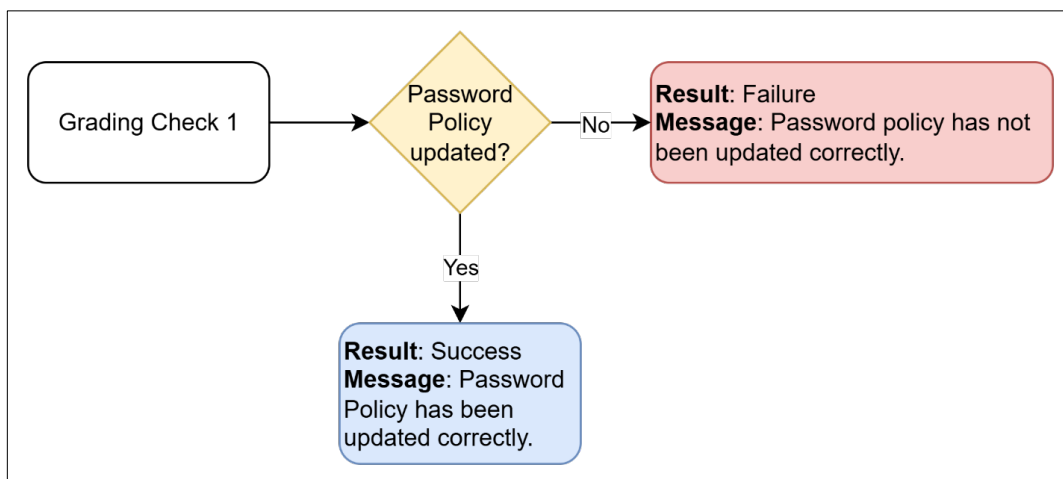 Grading Check 1
Password
Policy
updated?
No
Result: Failure
Message: Password policy has not
been updated correctly.
Yes
Result: Success
Message: Password
Policy has been
updated correctly.